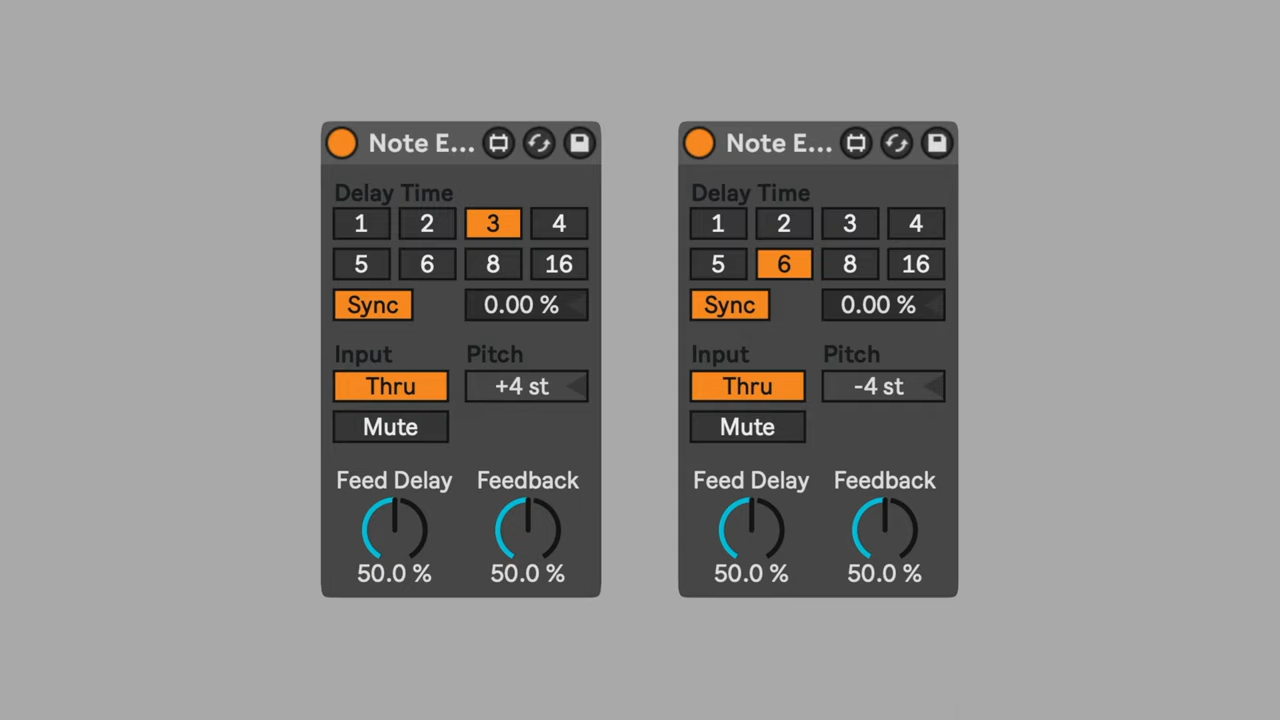 Note E...
Delay Time
1 2 3 4
5 6 8 16
Sync 0.00 %
Input Pitch
Thru +4 st
Mute
Feed Delay Feedback
50.0 % 50.0 %
Note E...
Delay Time
1 2 3 4
5 6 8 16
Sync 0.00 %
Input Pitch
Thru -4 st
Mute
Feed Delay Feedback
50.0 % 50.0 %